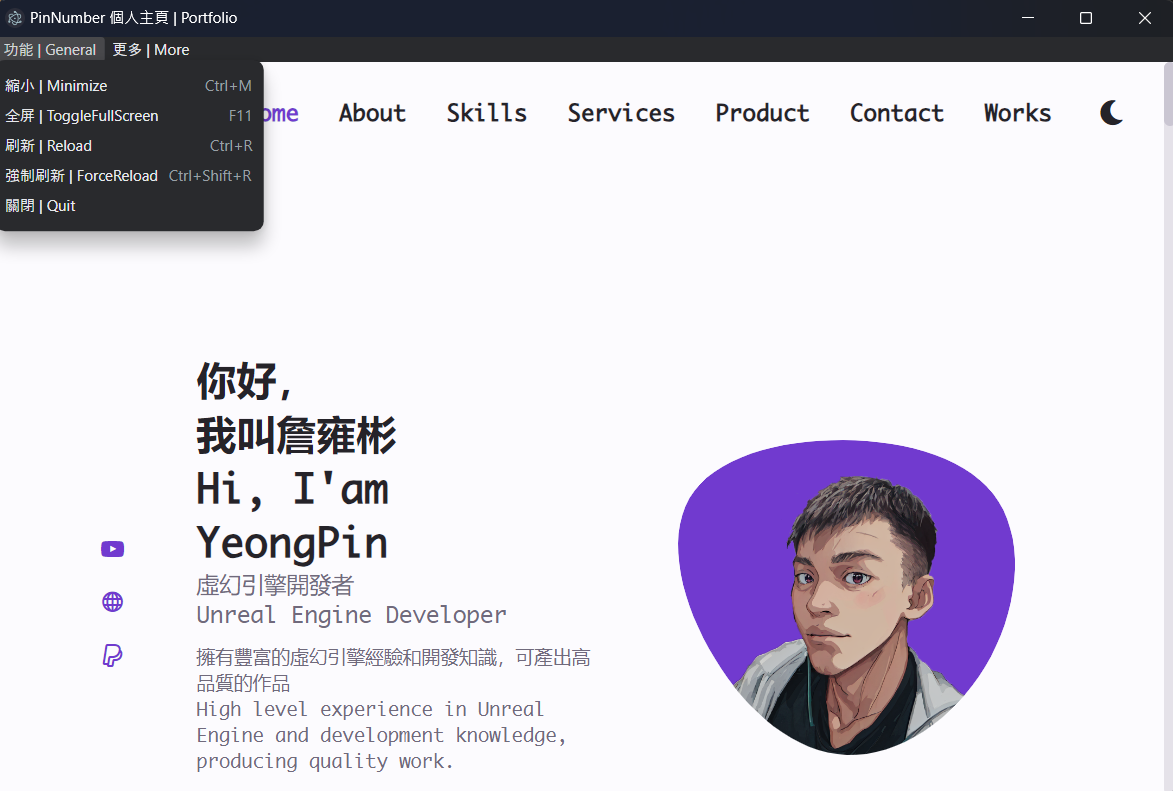 PinNumber 個人主頁 | Portfolio
功能 | General 更多 | More
縮小 | Minimize Ctrl+M
全屏 | ToggleFullScreen F11
刷新 | Reload Ctrl+R
強制刷新 | ForceReload Ctrl+Shift+R
關閉 | Quit
ome About Skills Services Product Contact Works
你好,
我叫詹雍彬
Hi, I'am
YeongPin
虛幻引擎開發者
Unreal Engine Developer
擁有豐富的虛幻引擎經驗和開發知識，可產出高
品質的作品
High level experience in Unreal
Engine and development knowledge,
producing quality work.